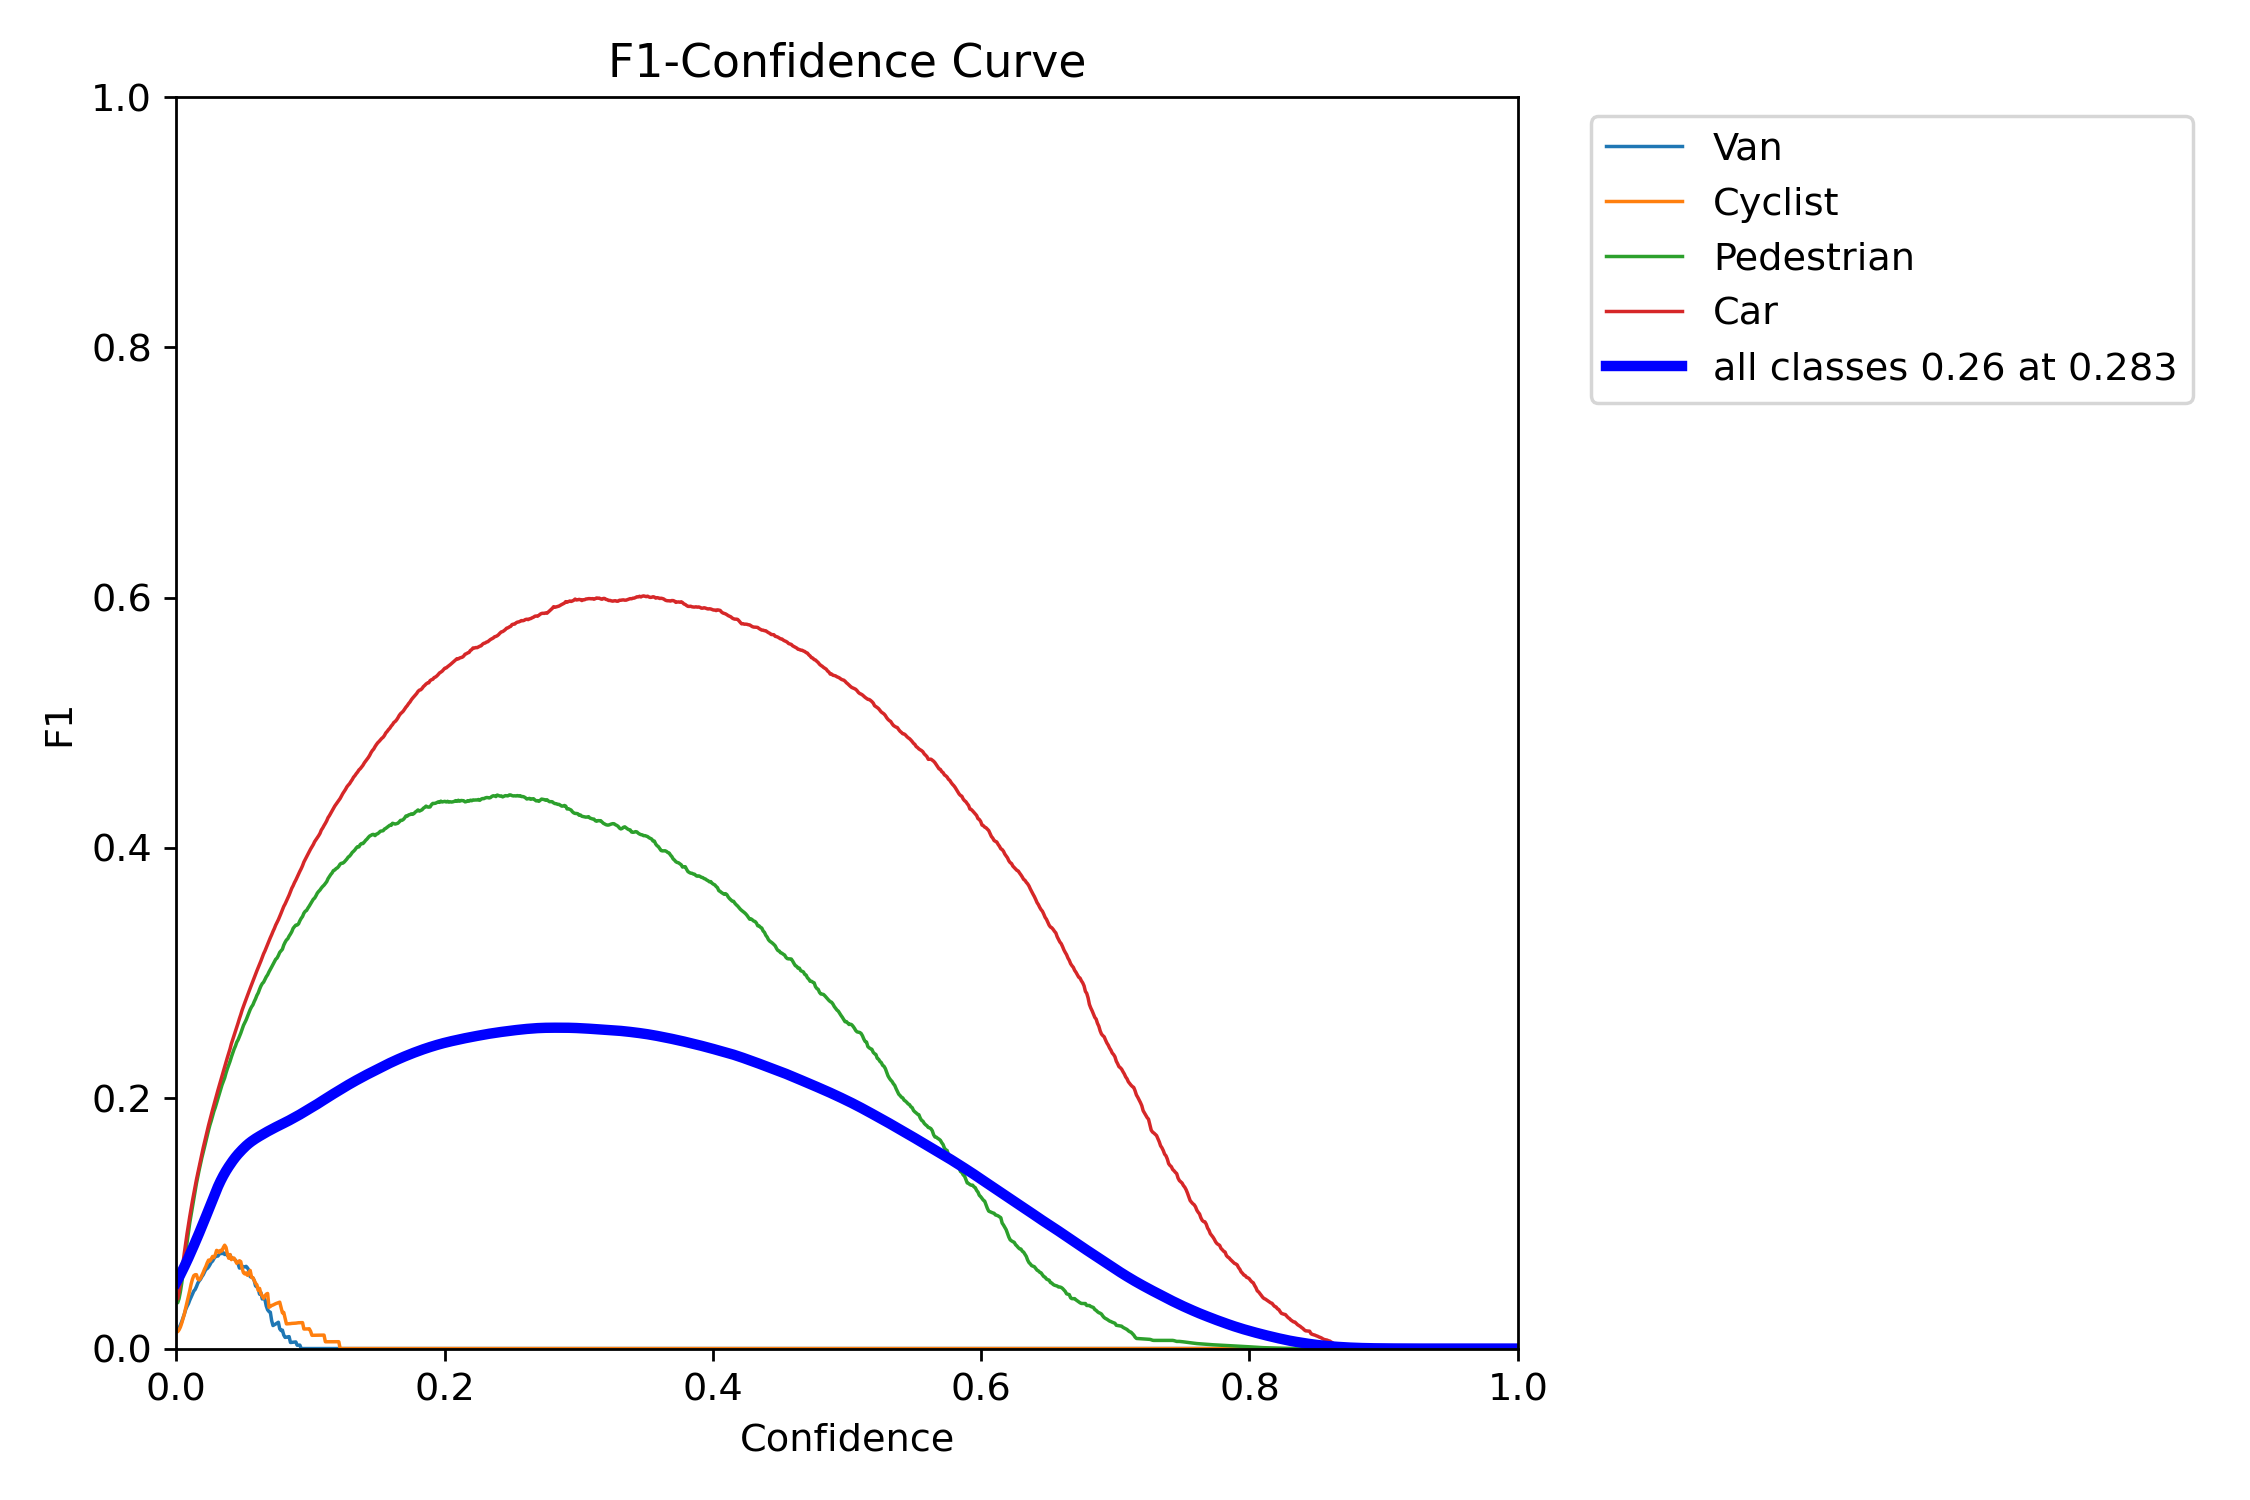 F1-Confidence Curve
1.0
0.8
0.6
0.4
0.2
0.0
F1
0.0 0.2 0.4 0.6 0.8 1.0
Confidence
Van
Cyclist
Pedestrian
Car
all classes 0.26 at 0.283